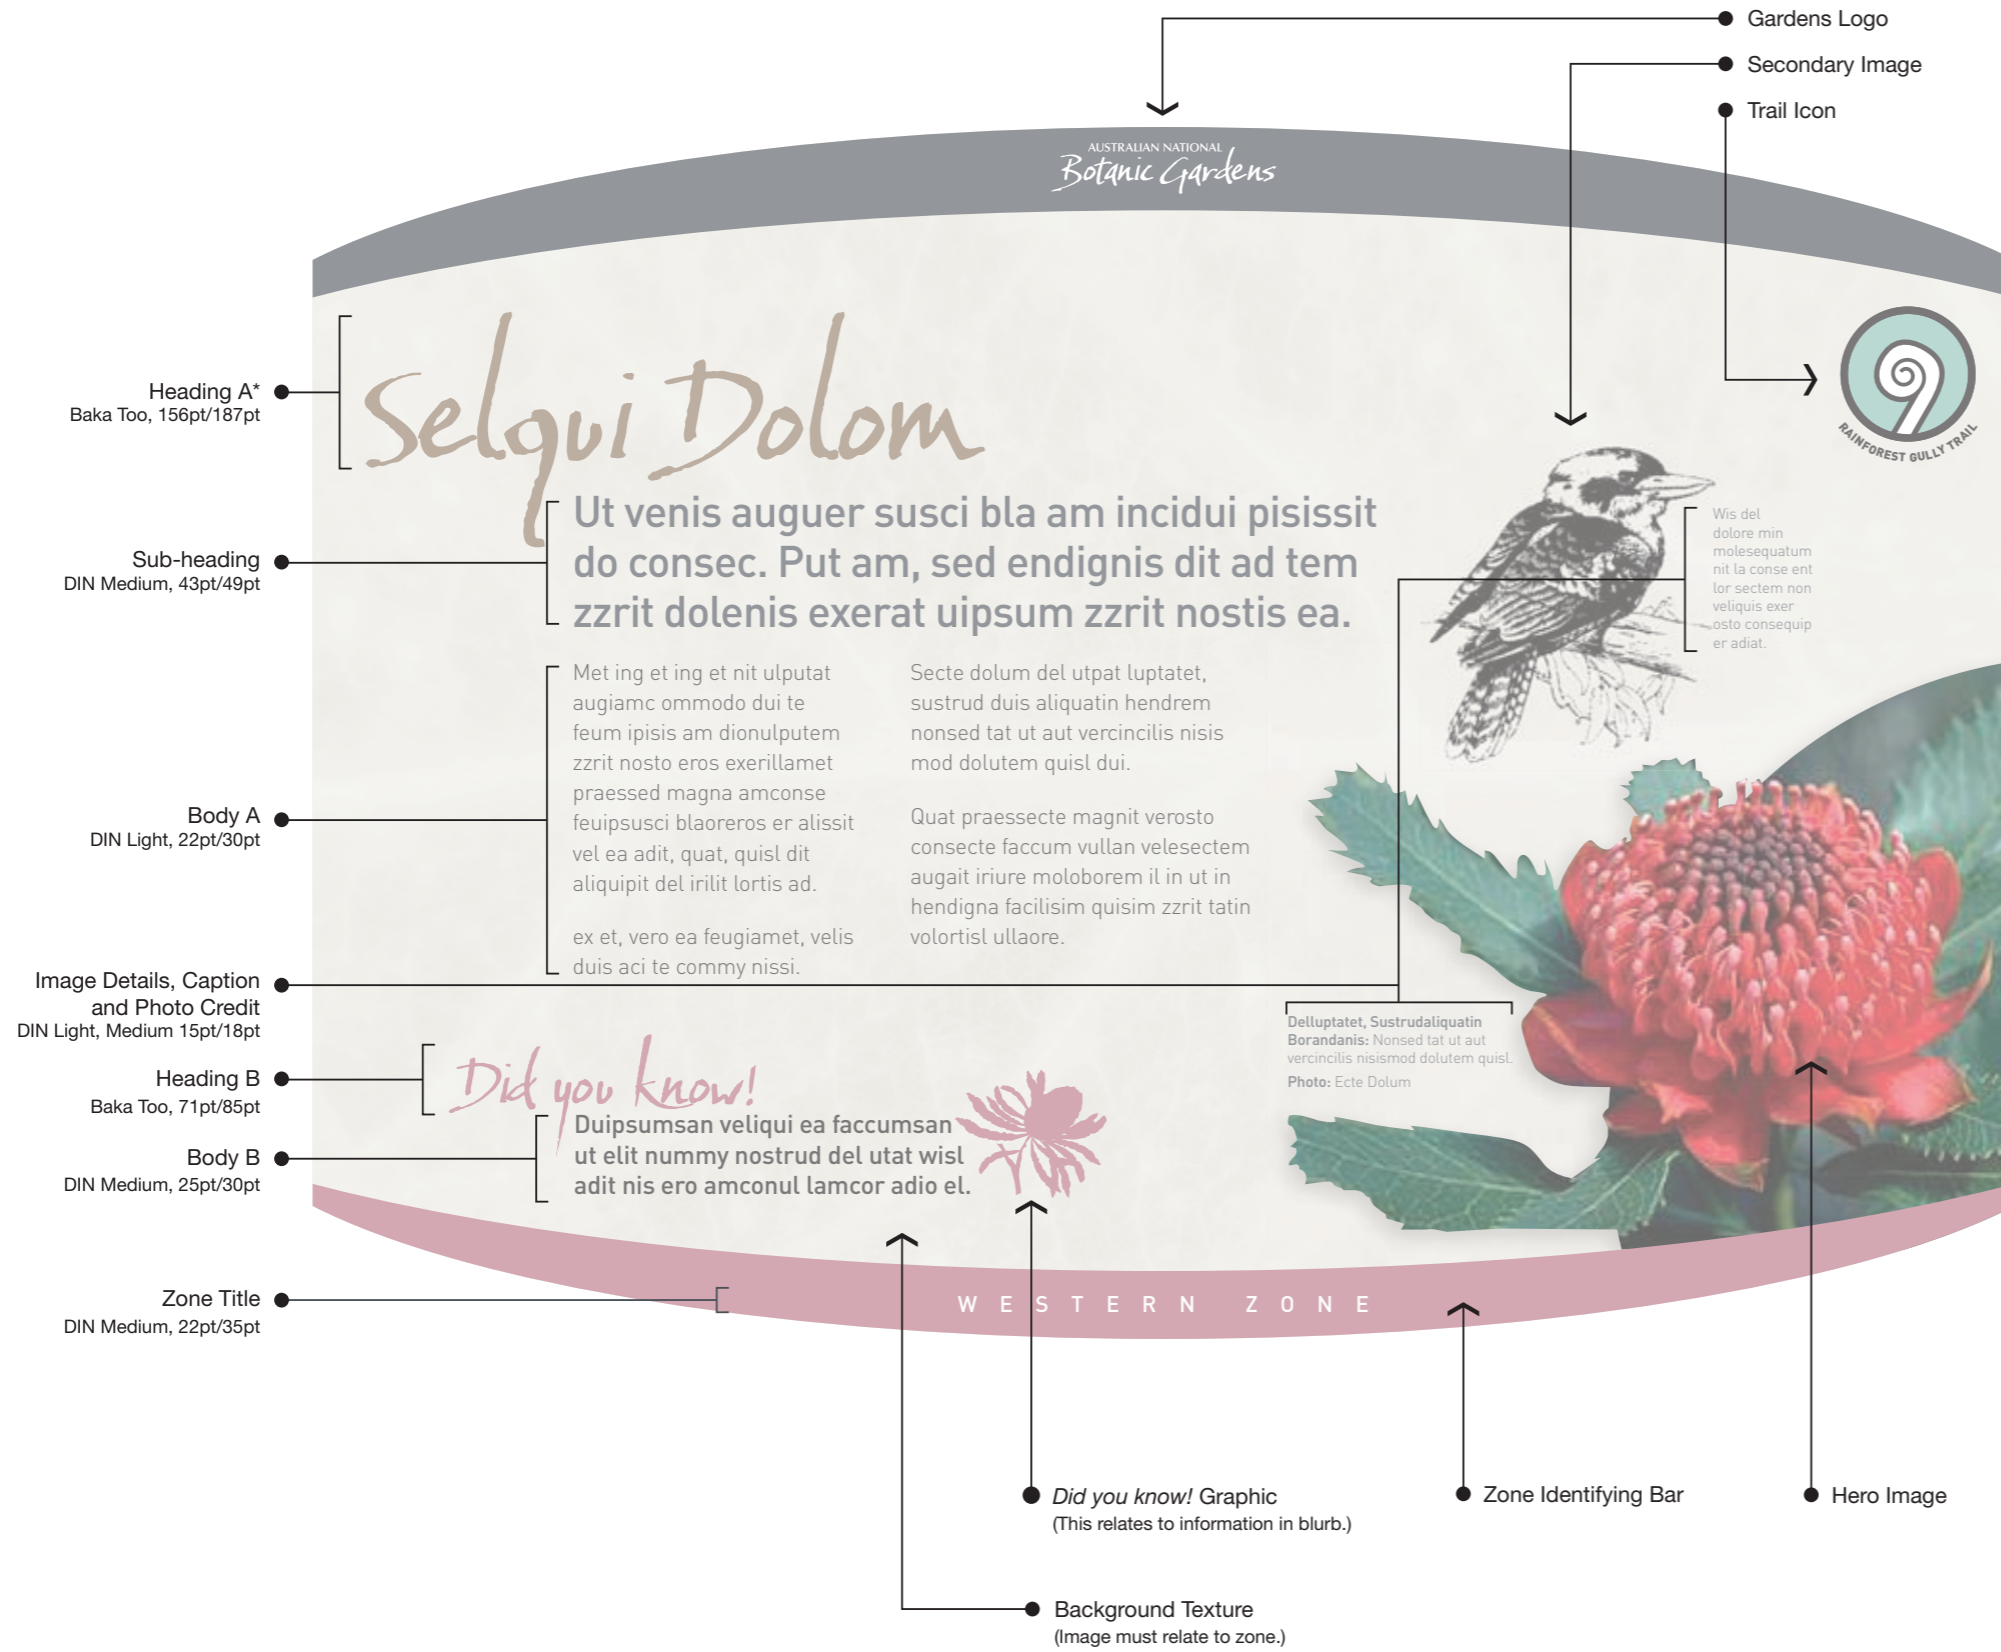 Gardens Logo
Secondary Image
Trail Icon
AUSTRALIAN NATIONAL
Botanic Gardens
Heading A*
Baka Too, 156pt/187pt
Selqui Dolom
RAINFOREST GULLY TRAIL
Sub-heading
DIN Medium, 43pt/49pt
Ut venis auguer susci bla am incidui pisissit
do consec. Put am, sed endignis dit ad tem
zzrit dolenis exerat uipsum zzrit nostis ea.
Wis del
dolore min
molesequatum
nit la conse ent
lor sectem non
veliquis exer
osto consequip
er adiat.
Body A
DIN Light, 22pt/30pt
Met ing et ing et nit ulputat
augiamc ommodo dui te
feum ipisis am dionulputem
zzrit nosto eros exerillamet
praessed magna amconse
feuipsusci blaoreros er alissit
vel ea adit, quat, quisl dit
aliquipit del irilit lortis ad.
ex et, vero ea feugiamet, velis
duis aci te commy nissi.
Secte dolum del utpat luptatet,
sustrud duis aliquatin hendrem
nonsed tat ut aut vercincilis nisis
mod dolutem quisl dui.
Quat praessecte magnit verosto
consecte faccum vullan velesectem
augait iriure moloborem il in ut in
hendigna facilisim quisim zzrit tatin
volortisl ullaore.
Image Details, Caption
and Photo Credit
DIN Light, Medium 15pt/18pt
Delluptatet, Sustrudaliquatin
Borandanis: Nonsed tat ut aut
vercincilis nisismod dolutem quisl.
Photo: Ecte Dolum
Heading B
Baka Too, 71pt/85pt
Did you know!
Body B
DIN Medium, 25pt/30pt
Duipsumsan veliqui ea faccumsan
ut elit nummy nostrud del utat wisl
adit nis ero amconul lamcor adio el.
Zone Title
DIN Medium, 22pt/35pt
WESTERN ZONE
Did you know! Graphic
(This relates to information in blurb.)
Zone Identifying Bar
Hero Image
Background Texture
(Image must relate to zone.)